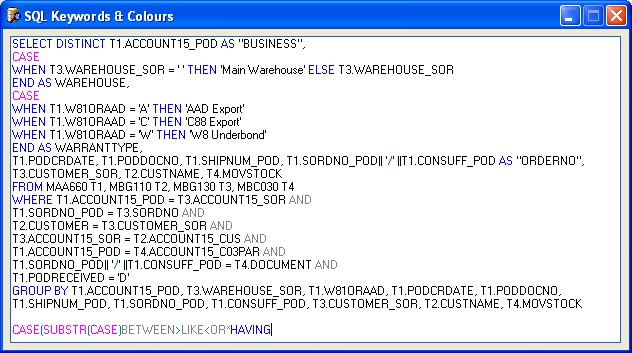 SQL Keywords & Colours
SELECT DISTINCT T1.ACCOUNT15_POD AS "BUSINESS",
CASE
WHEN T3.WAREHOUSE_SOR = ' ' THEN 'Main Warehouse' ELSE T3.WAREHOUSE_SOR
END AS WAREHOUSE,
CASE
WHEN T1.W81ORAAD = 'A' THEN 'AAD Export'
WHEN T1.W81ORAAD = 'C' THEN 'C88 Export'
WHEN T1.W81ORAAD = 'W' THEN 'W8 Underbond'
END AS WARRANTTYPE,
T1.PODCRDATE, T1.PODDOCNO, T1.SHIPNUM_POD, T1.SORDNO_POD|| '/' ||T1.CONSUFF_POD AS "ORDERNO",
T3.CUSTOMER_SOR, T2.CUSTNAME, T4.MOVSTOCK
FROM MAA660 T1, MBG110 T2, MBG130 T3, MBC030 T4
WHERE T1.ACCOUNT15_POD = T3.ACCOUNT15_SOR AND
T1.SORDNO_POD = T3.SORDNO AND
T2.CUSTOMER = T3.CUSTOMER_SOR AND
T3.ACCOUNT15_SOR = T2.ACCOUNT15_CUS AND
T1.ACCOUNT15_POD = T4.ACCOUNT15_C03PAR AND
T1.SORDNO_POD|| '/' ||T1.CONSUFF_POD = T4.DOCUMENT AND
T1.PODRECEIVED = 'D'
GROUP BY T1.ACCOUNT15_POD, T3.WAREHOUSE_SOR, T1.W81ORAAD, T1.PODCRDATE, T1.PODDOCNO,
T1.SHIPNUM_POD, T1.SORDNO_POD, T1.CONSUFF_POD, T3.CUSTOMER_SOR, T2.CUSTNAME, T4.MOVSTOCK
CASE(SUBSTR(CASE)BETWEEN>LIKE<OR*HAVING